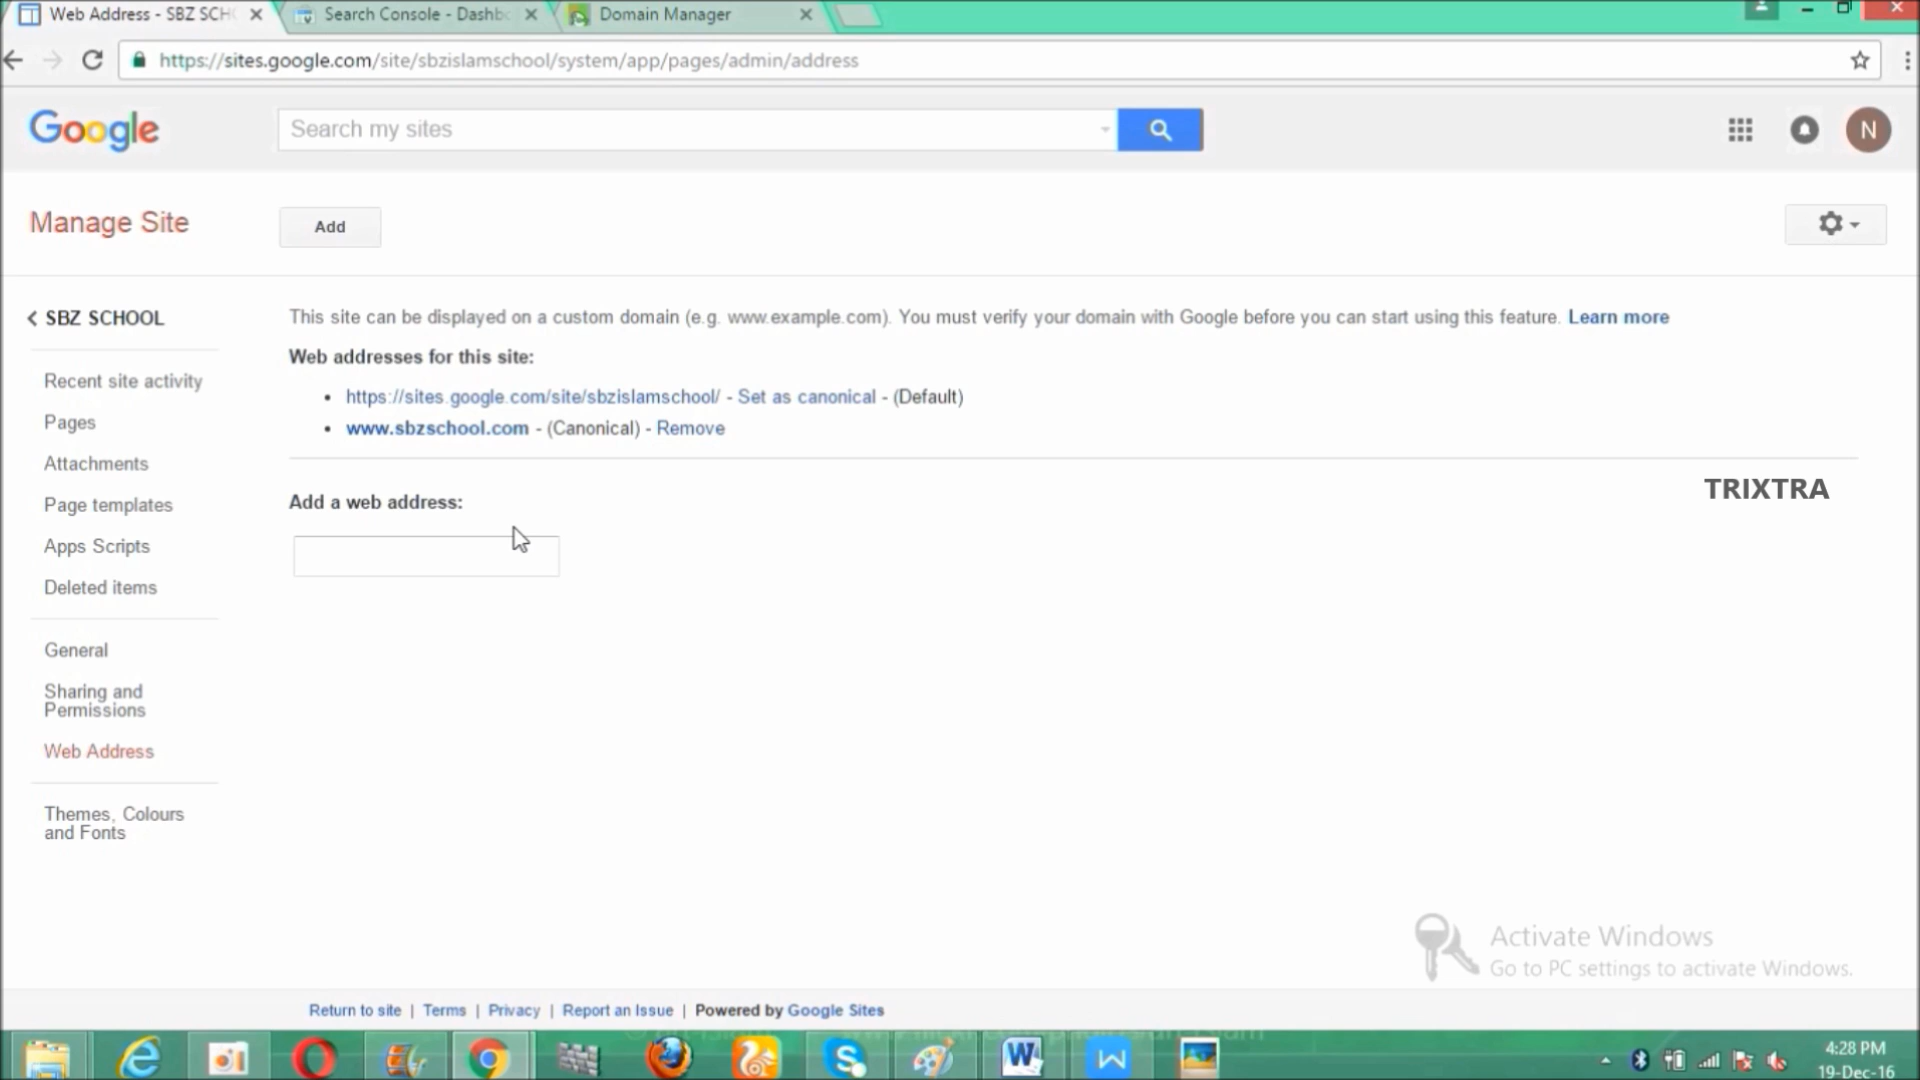 Web Address - SBZ SCH
Search Console - Dashb
Domain Manager
https://sites.google.com/site/sbzislamschool/system/app/pages/admin/address
Google
Search my sites
N
Manage Site
Add
SBZ SCHOOL
This site can be displayed on a custom domain (e.g. www.example.com). You must verify your domain with Google before you can start using this feature. Learn more
Web addresses for this site:
• https://sites.google.com/site/sbzislamschool/ - Set as canonical - (Default)
• www.sbzschool.com - (Canonical) - Remove
Recent site activity
Pages
Attachments
Page templates
Apps Scripts
Deleted items
TRIXTRA
Add a web address:
General
Sharing and
Permissions
Web Address
Themes, Colours
and Fonts
Activate Windows
Go to PC settings to activate Windows.
Return to site | Terms | Privacy | Report an Issue | Powered by Google Sites
4:28 PM
19-Dec-16